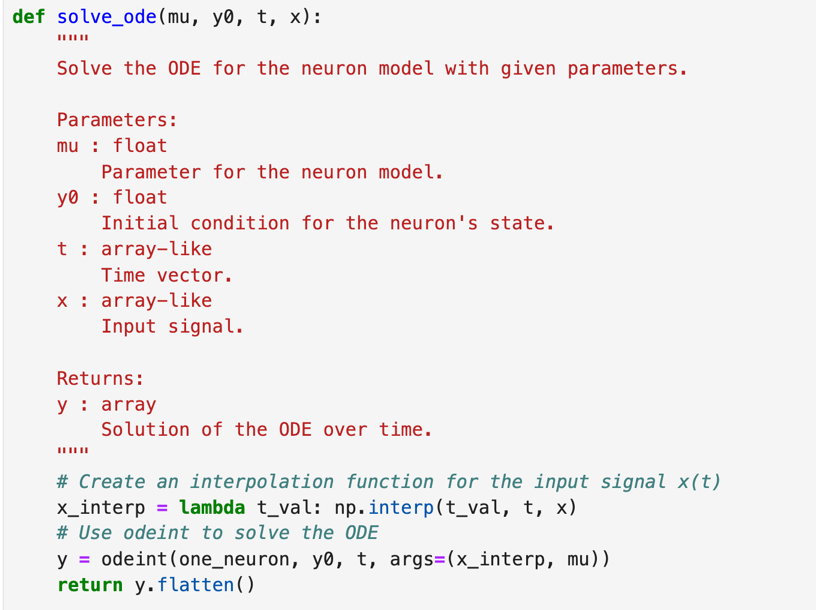 def solve_ode(mu, y0, t, x):
    """
    Solve the ODE for the neuron model with given parameters.

    Parameters:
    mu : float
        Parameter for the neuron model.
    y0 : float
        Initial condition for the neuron's state.
    t : array-like
        Time vector.
    x : array-like
        Input signal.

    Returns:
    y : array
        Solution of the ODE over time.
    """
    # Create an interpolation function for the input signal x(t)
    x_interp = lambda t_val: np.interp(t_val, t, x)
    # Use odeint to solve the ODE
    y = odeint(one_neuron, y0, t, args=(x_interp, mu))
    return y.flatten()